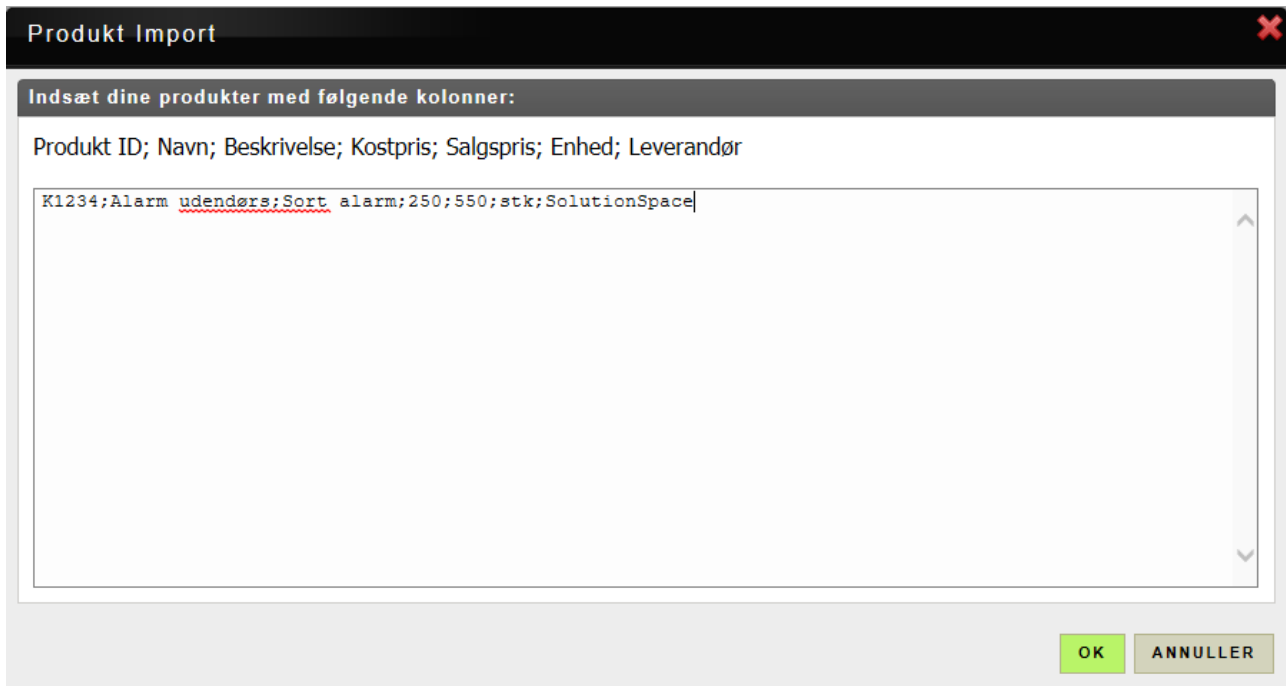 Produkt Import
Indsæt dine produkter med følgende kolonner:
Produkt ID; Navn; Beskrivelse; Kostpris; Salgspris; Enhed; Leverandør
K1234;Alarm udendørs;Sort alarm;250;550;stk;SolutionSpace
OK ANNULLER